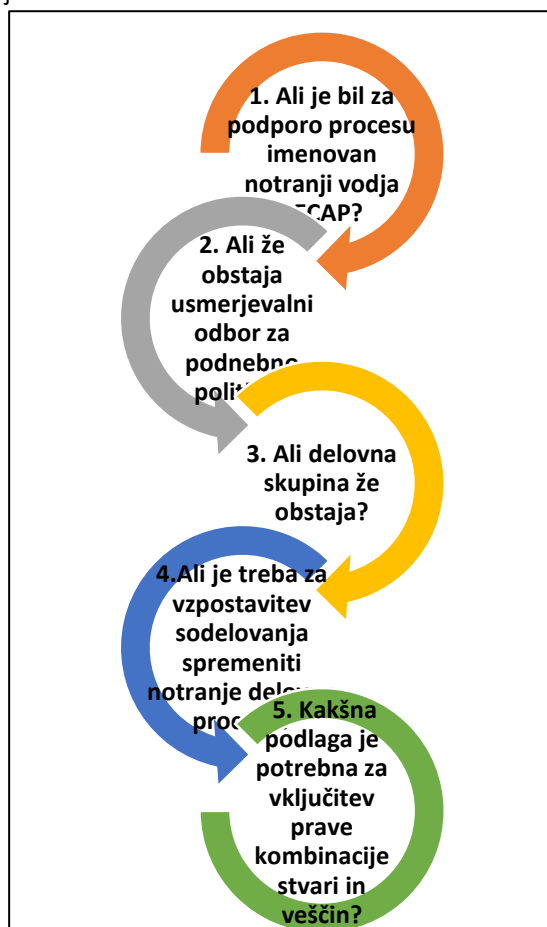 1. Ali je bil za
podporo procesu
imenovan
notranji vodja
ECAP?
2. Ali že
obstaja
usmerjevalni
odbor za
podnebno
3. Ali delovna
skupina že
obstaja?
4.Ali je treba za
vzpostavitev
sodelovanja
spremeniti
notranje
5. Kakšna
podlaga je
potrebna za
vključitev
prave
kombinacije
stvari in
veščin?